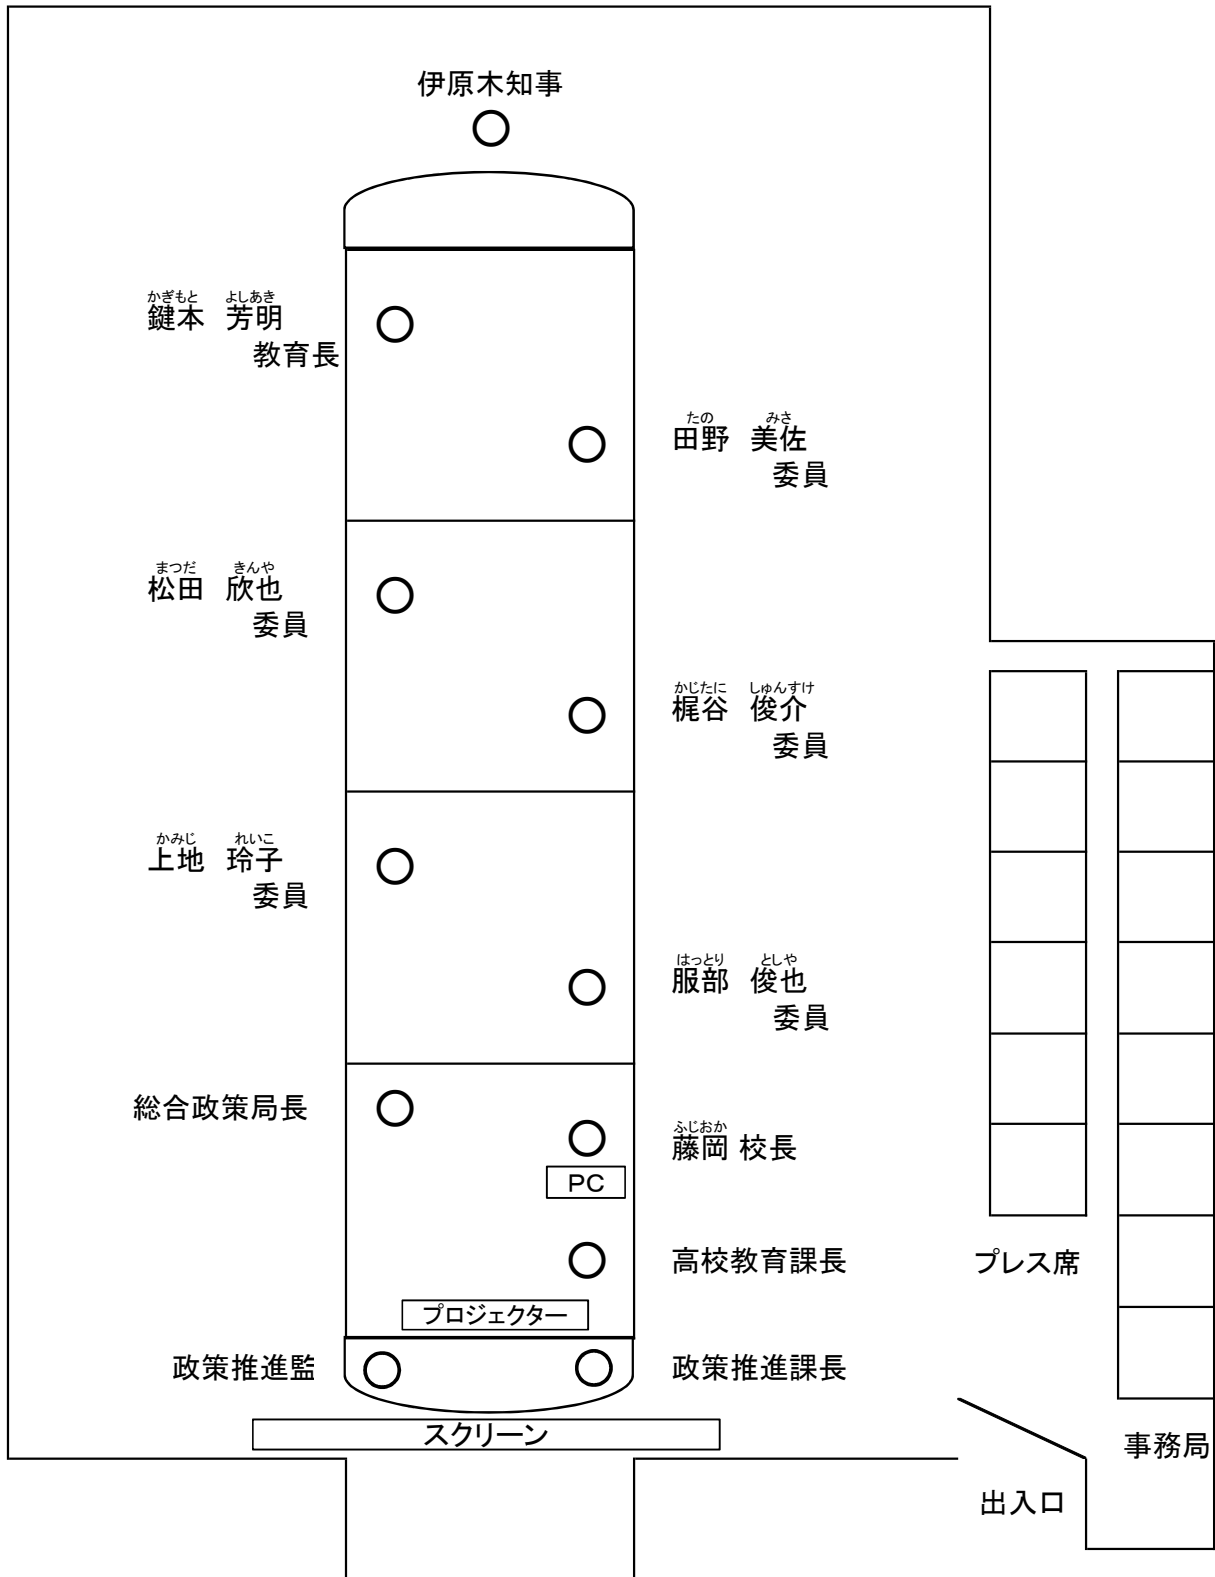 伊原木知事
かぎもと よしあき
鍵本 芳明
教育長
たの みさ
田野 美佐
委員
まつだ きんや
松田 欣也
委員
かじたに しゅんすけ
梶谷 俊介
委員
かみじ れいこ
上地 玲子
委員
はっとり としや
服部 俊也
委員
総合政策局長
ふじおか
藤岡 校長
PC
高校教育課長
プレス席
プロジェクター
政策推進監
政策推進課長
スクリーン
事務局
出入口